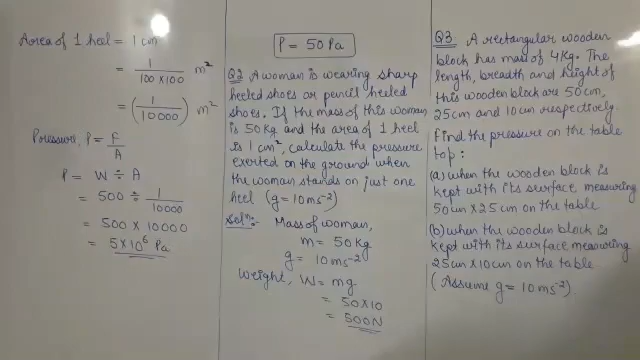 Area of 1 heel = 1 cm²
= 1/(100×100) m²
= (1/10000) m²
Pressure, P = F/A
P = W ÷ A
= 500 ÷ 1/10000
= 500 × 10000
= 5×10⁶ Pa
P = 50 Pa
Q2 A woman is wearing sharp
heeled shoes or pencil heeled
shoes. If the mass of this woman
is 50 kg and the area of 1 heel
is 1 cm², calculate the pressure
exerted on the ground when
the woman stands on just one
heel (g = 10 ms⁻²)
Soln:- Mass of woman,
m = 50 kg
g = 10 ms⁻²
Weight, W = mg
= 50×10
= 500N
Q3 A rectangular wooden
block has mass of 4 Kg. The
length, breadth and height of
this wooden block are 50 cm,
25 cm and 10 cm respectively.
Find the pressure on the table
top:
(a) when the wooden block is
kept with its surface measuring
50 cm × 25 cm on the table
(b) when the wooden block is
kept with its surface measuring
25 cm × 10 cm on the table
(Assume g = 10 ms⁻²).